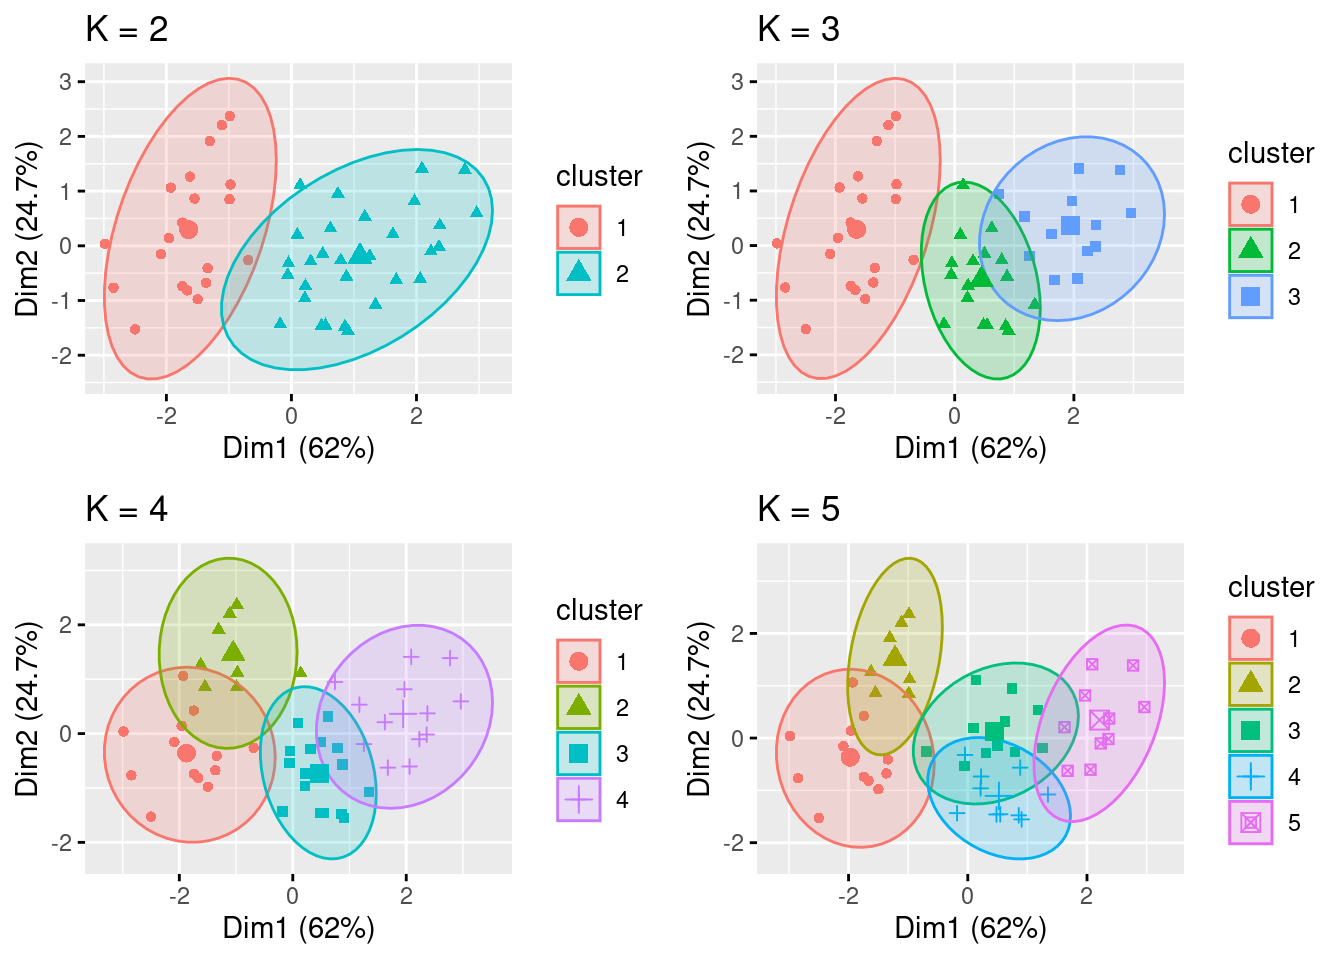 K = 2
3
2
1
0
-1
-2
-2
0
2
Dim1 (62%)
Dim2 (24.7%)
cluster
1
2
K = 3
3
2
1
0
-1
-2
-2
0
2
Dim1 (62%)
Dim2 (24.7%)
cluster
1
2
3
K = 4
2
0
-2
-2
0
2
Dim1 (62%)
Dim2 (24.7%)
cluster
1
2
3
4
K = 5
2
0
-2
-2
0
2
Dim1 (62%)
Dim2 (24.7%)
cluster
1
2
3
4
5